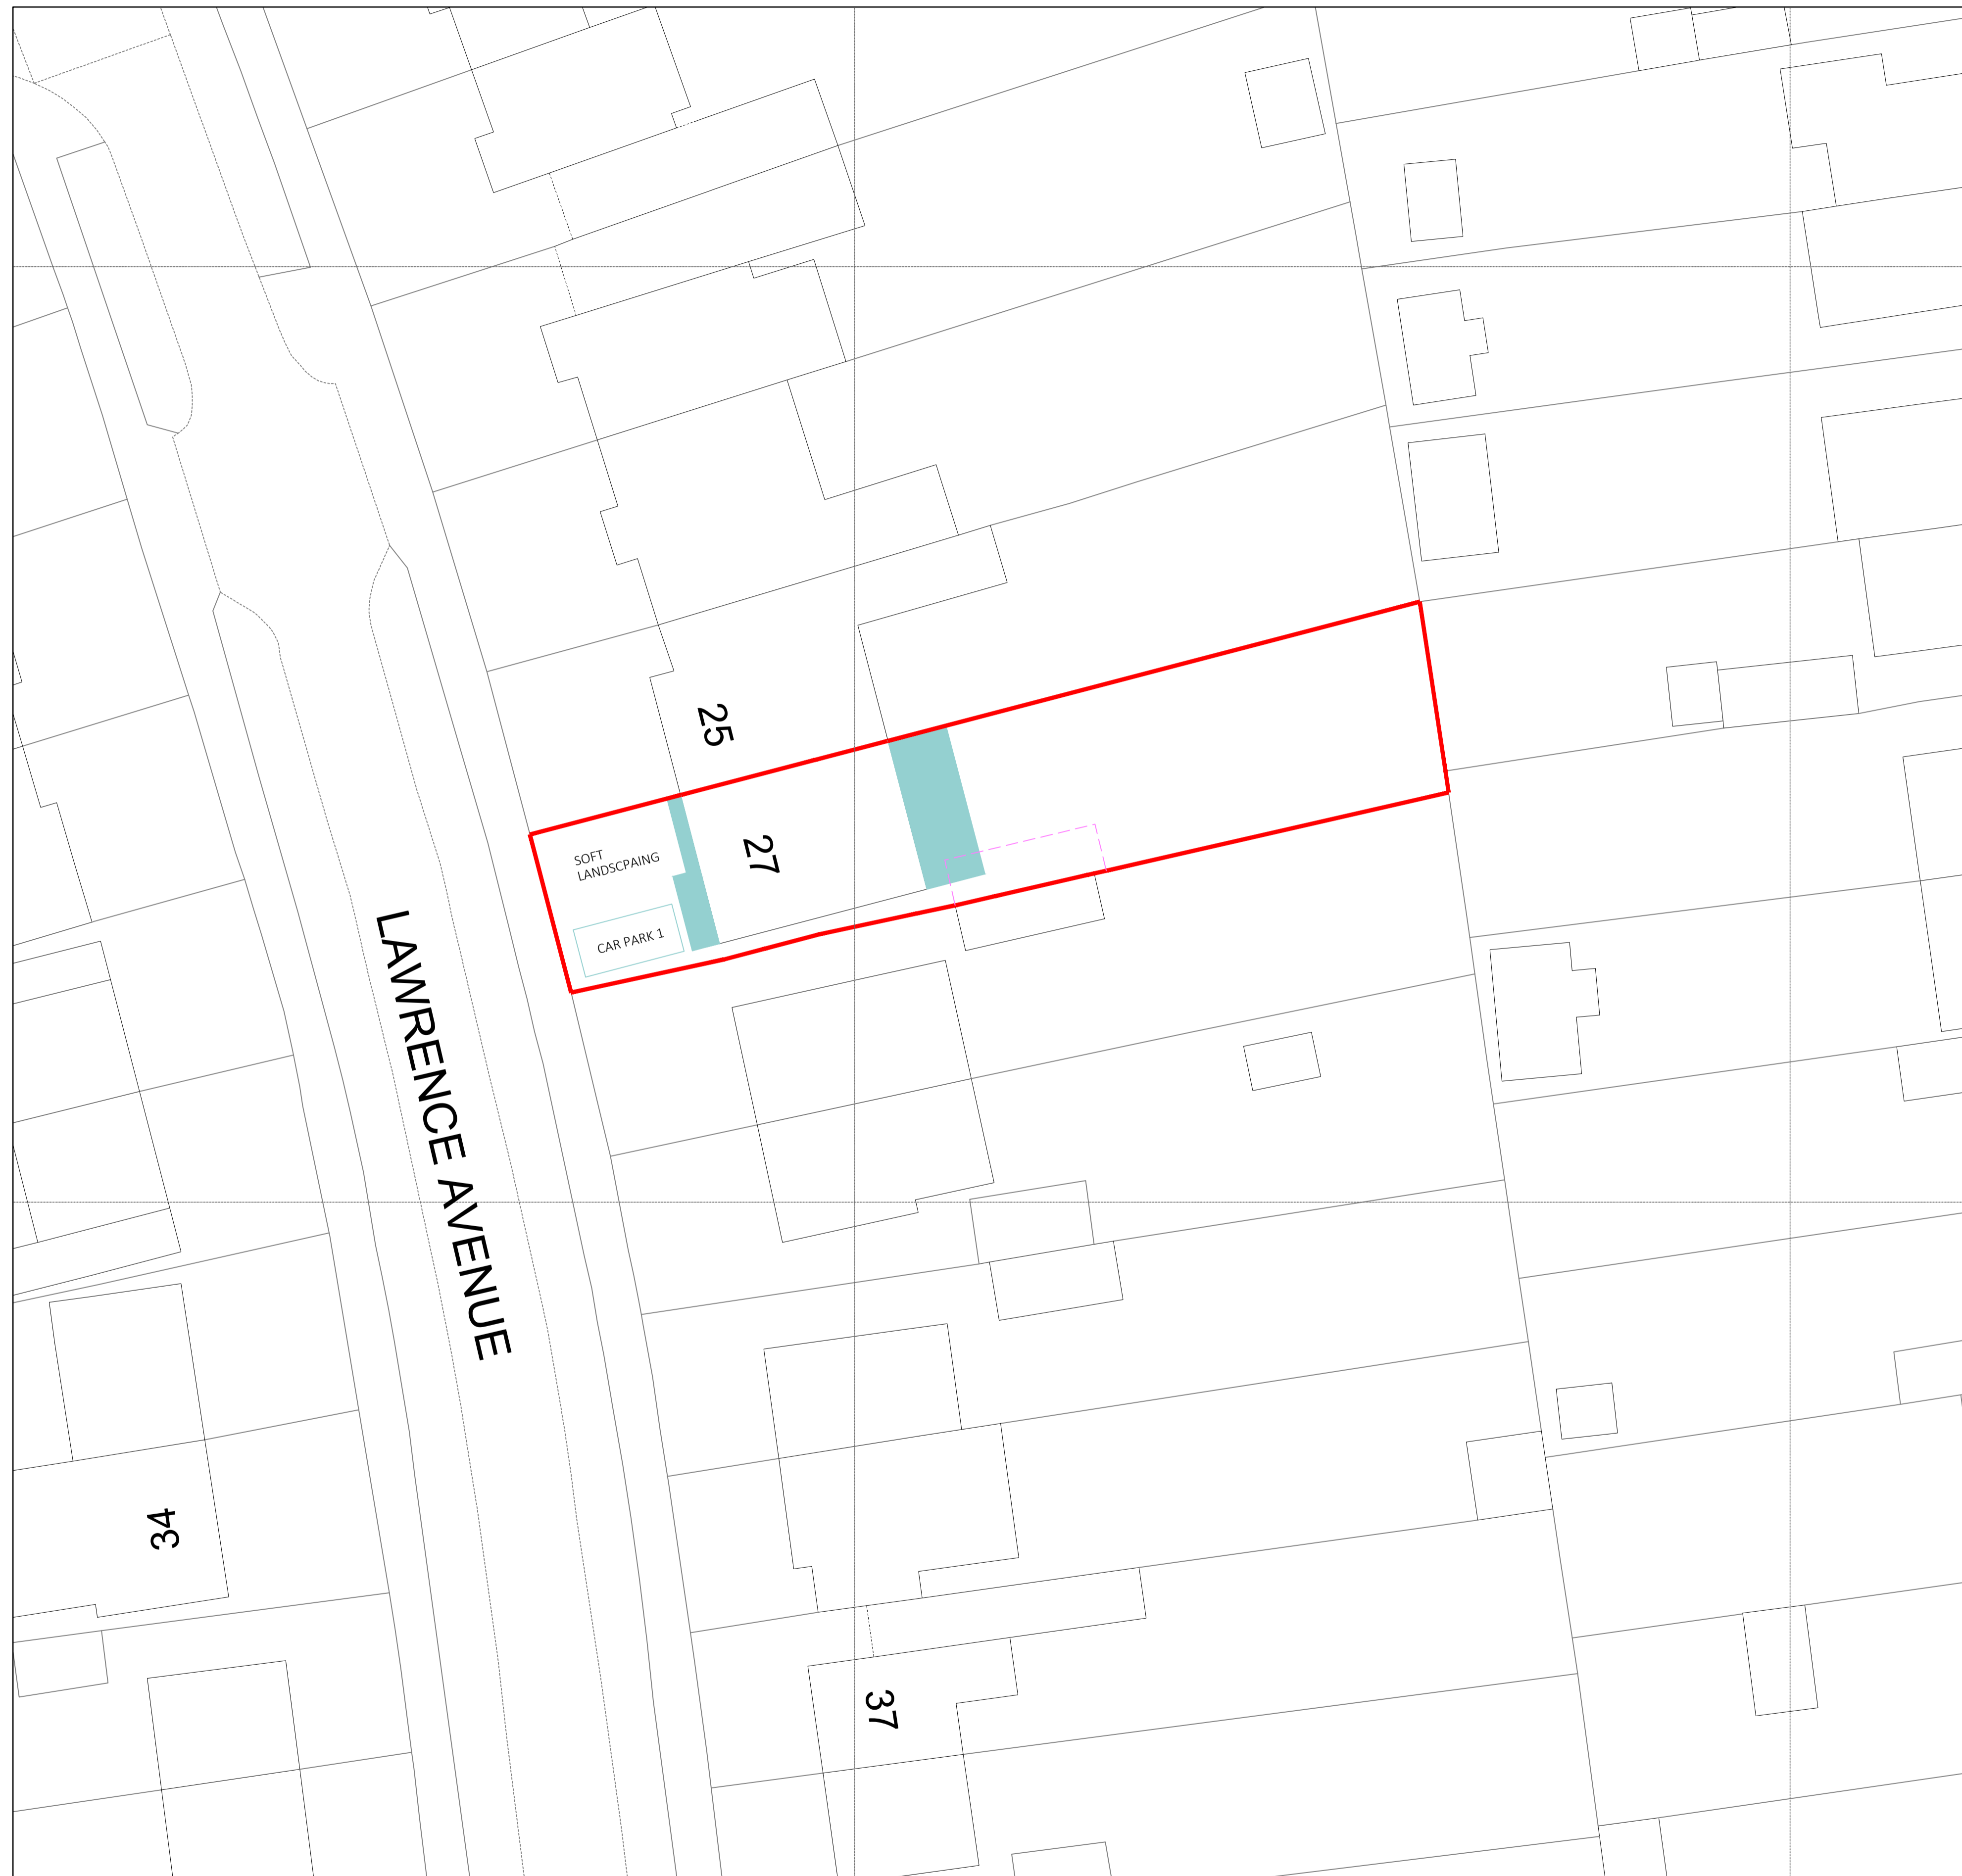 25
27
SOFT
LANDSCPAING
CAR PARK 1
LAWRENCE AVENUE
34
37